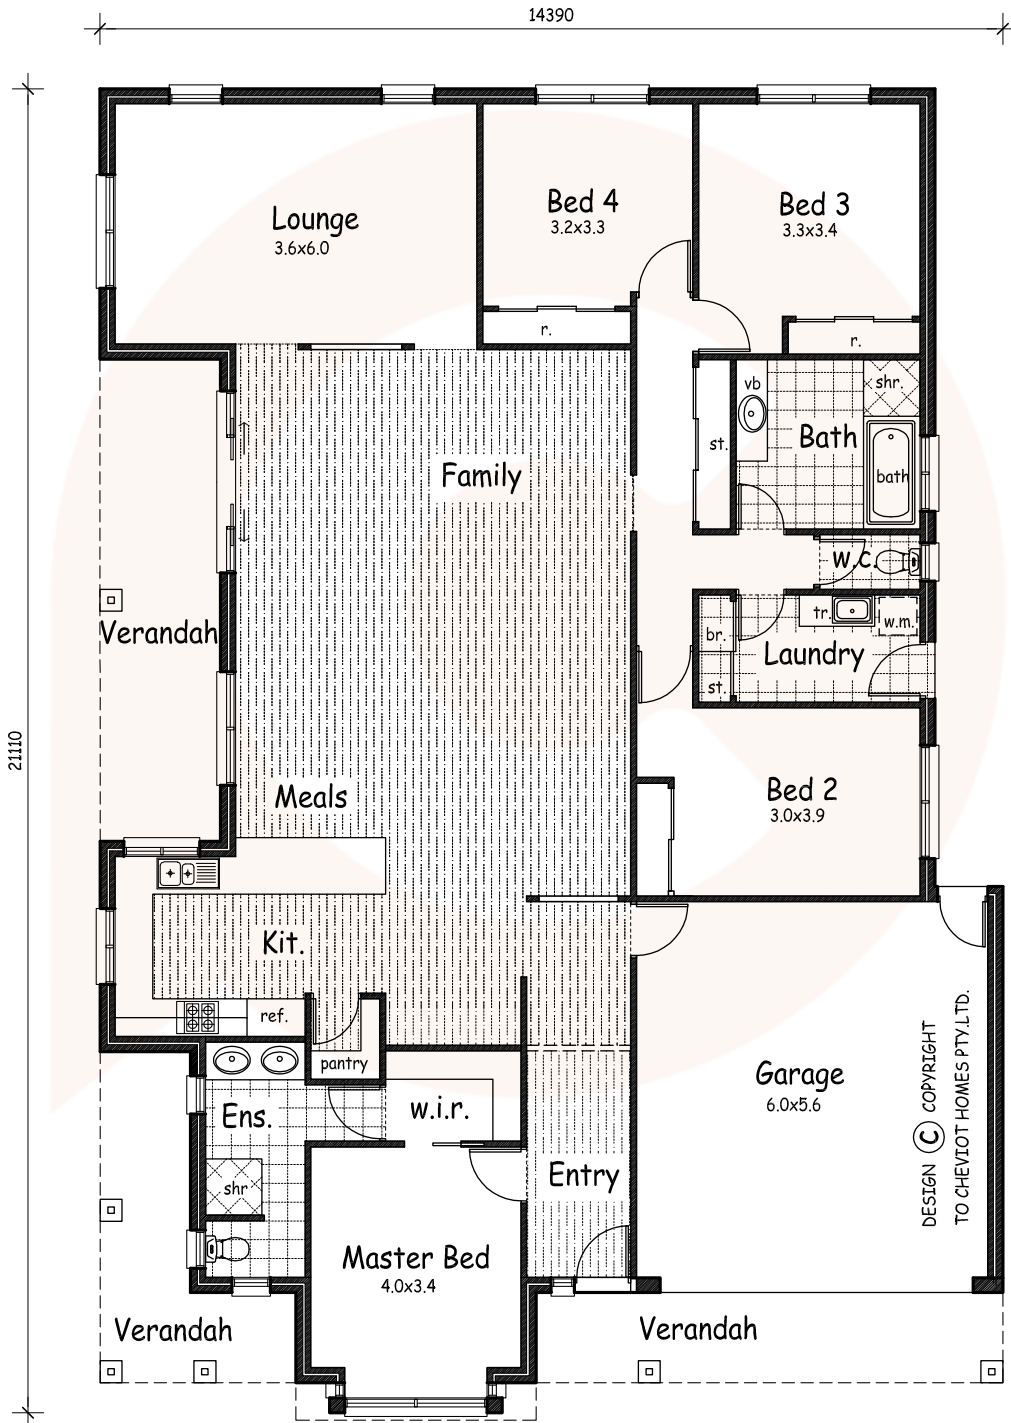 14390
21110
Lounge
3.6x6.0
Bed 4
3.2x3.3
Bed 3
3.3x3.4
r.
r.
vb
shr.
st.
Bath
bath
Family
w.c.
Verandah
br.
tr.
w.m.
Laundry
st.
Meals
Bed 2
3.0x3.9
Kit.
ref.
pantry
Ens.
w.i.r.
Garage
6.0x5.6
shr
Entry
Master Bed
4.0x3.4
DESIGN C COPYRIGHT
TO CHEVIOT HOMES PTY.LTD.
Verandah
Verandah